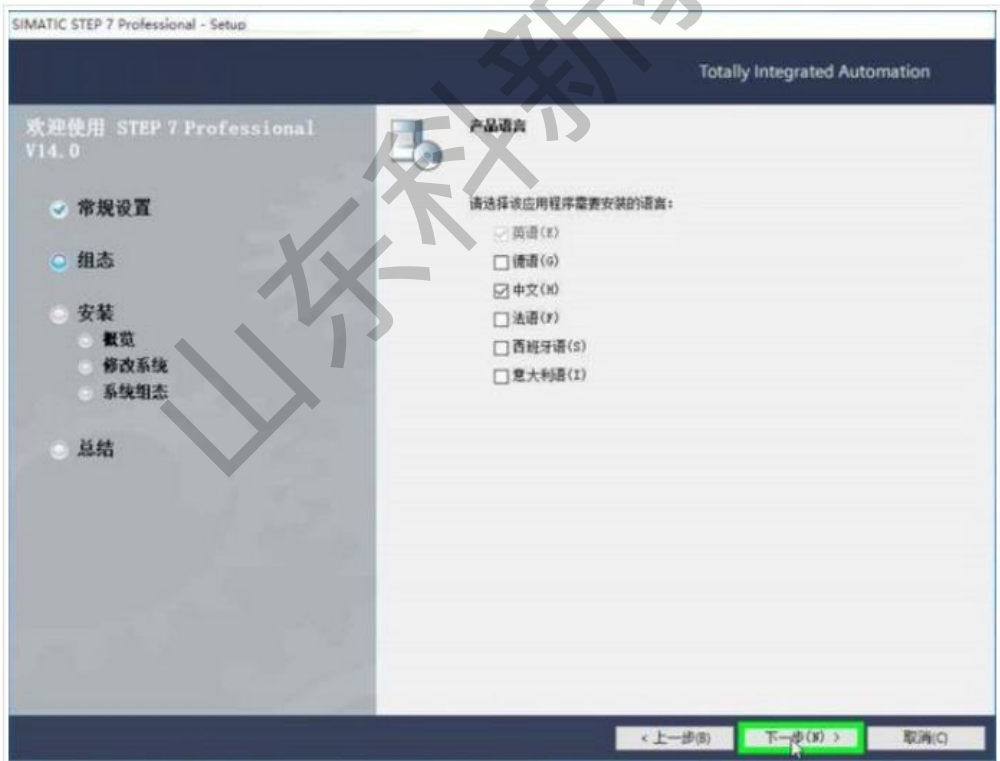 SIMATIC STEP 7 Professional - Setup
Totally Integrated Automation
欢迎使用 STEP 7 Professional
V14.0
常规设置
组态
安装
概览
修改系统
系统组态
总结
产品语言
请选择该应用程序需要安装的语言:
英语(E)
德语(G)
中文(H)
法语(F)
西班牙语(S)
意大利语(I)
< 上一步(B)
下一步(N) >
取消(C)
山东科新